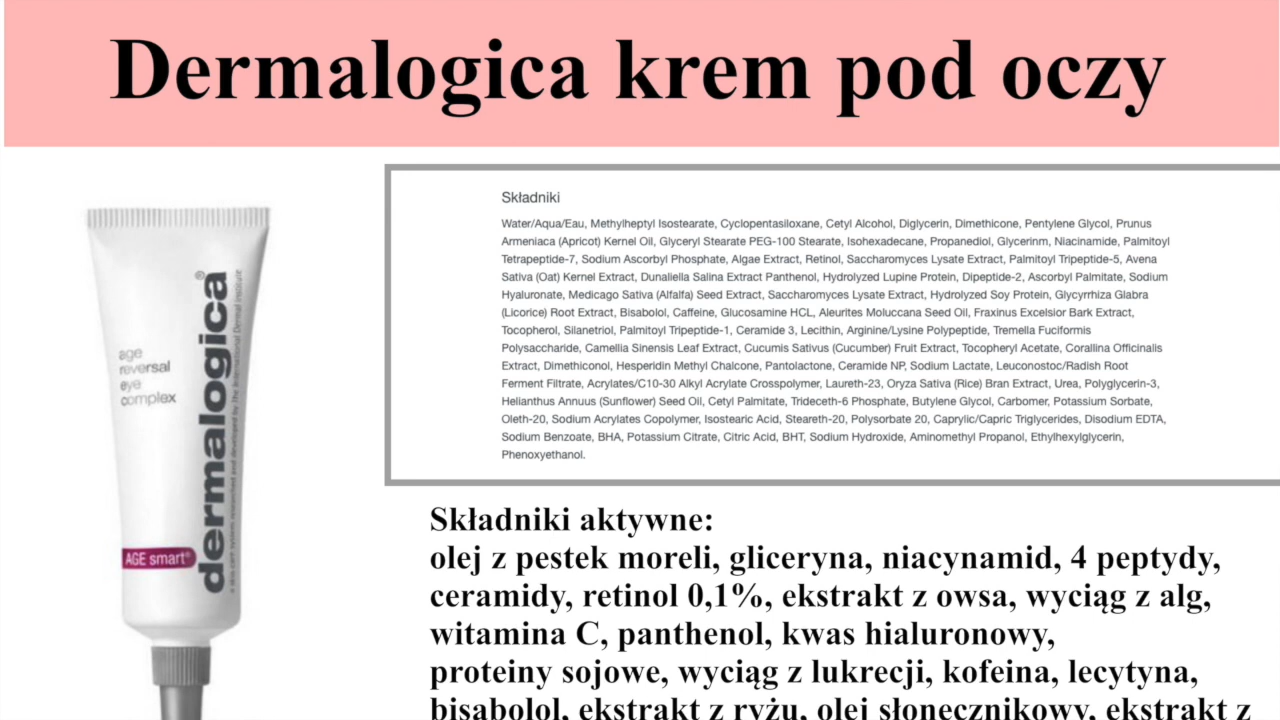 Dermalogica krem pod oczy
age
reversal
eye
complex
AGE smart®
dermalogica®
Składniki
Water/Aqua/Eau, Methylheptyl Isostearate, Cyclopentasiloxane, Cetyl Alcohol, Diglycerin, Dimethicone, Pentylene Glycol, Prunus
Armeniaca (Apricot) Kernel Oil, Glyceryl Stearate PEG-100 Stearate, Isohexadecane, Propanediol, Glycerinm, Niacinamide, Palmitoyl
Tetrapeptide-7, Sodium Ascorbyl Phosphate, Algae Extract, Retinol, Saccharomyces Lysate Extract, Palmitoyl Tripeptide-5, Avena
Sativa (Oat) Kernel Extract, Dunaliella Salina Extract Panthenol, Hydrolyzed Lupine Protein, Dipeptide-2, Ascorbyl Palmitate, Sodium
Hyaluronate, Medicago Sativa (Alfalfa) Seed Extract, Saccharomyces Lysate Extract, Hydrolyzed Soy Protein, Glycyrrhiza Glabra
(Licorice) Root Extract, Bisabolol, Caffeine, Glucosamine HCL, Aleurites Moluccana Seed Oil, Fraxinus Excelsior Bark Extract,
Tocopherol, Silanetriol, Palmitoyl Tripeptide-1, Ceramide 3, Lecithin, Arginine/Lysine Polypeptide, Tremella Fuciformis
Polysaccharide, Camellia Sinensis Leaf Extract, Cucumis Sativus (Cucumber) Fruit Extract, Tocopheryl Acetate, Corallina Officinalis
Extract, Dimethiconol, Hesperidin Methyl Chalcone, Pantolactone, Ceramide NP, Sodium Lactate, Leuconostoc/Radish Root
Ferment Filtrate, Acrylates/C10-30 Alkyl Acrylate Crosspolymer, Laureth-23, Oryza Sativa (Rice) Bran Extract, Urea, Polyglycerin-3,
Helianthus Annuus (Sunflower) Seed Oil, Cetyl Palmitate, Trideceth-6 Phosphate, Butylene Glycol, Carbomer, Potassium Sorbate,
Oleth-20, Sodium Acrylates Copolymer, Isostearic Acid, Steareth-20, Polysorbate 20, Caprylic/Capric Triglycerides, Disodium EDTA,
Sodium Benzoate, BHA, Potassium Citrate, Citric Acid, BHT, Sodium Hydroxide, Aminomethyl Propanol, Ethylhexylglycerin,
Phenoxyethanol.
Składniki aktywne:
olej z pestek moreli, gliceryna, niacynamid, 4 peptydy,
ceramidy, retinol 0,1%, ekstrakt z owsa, wyciąg z alg,
witamina C, panthenol, kwas hialuronowy,
proteiny sojowe, wyciąg z lukrecji, kofeina, lecytyna,
bisabolol, ekstrakt z ryżu, olej słonecznikowy, ekstrakt z